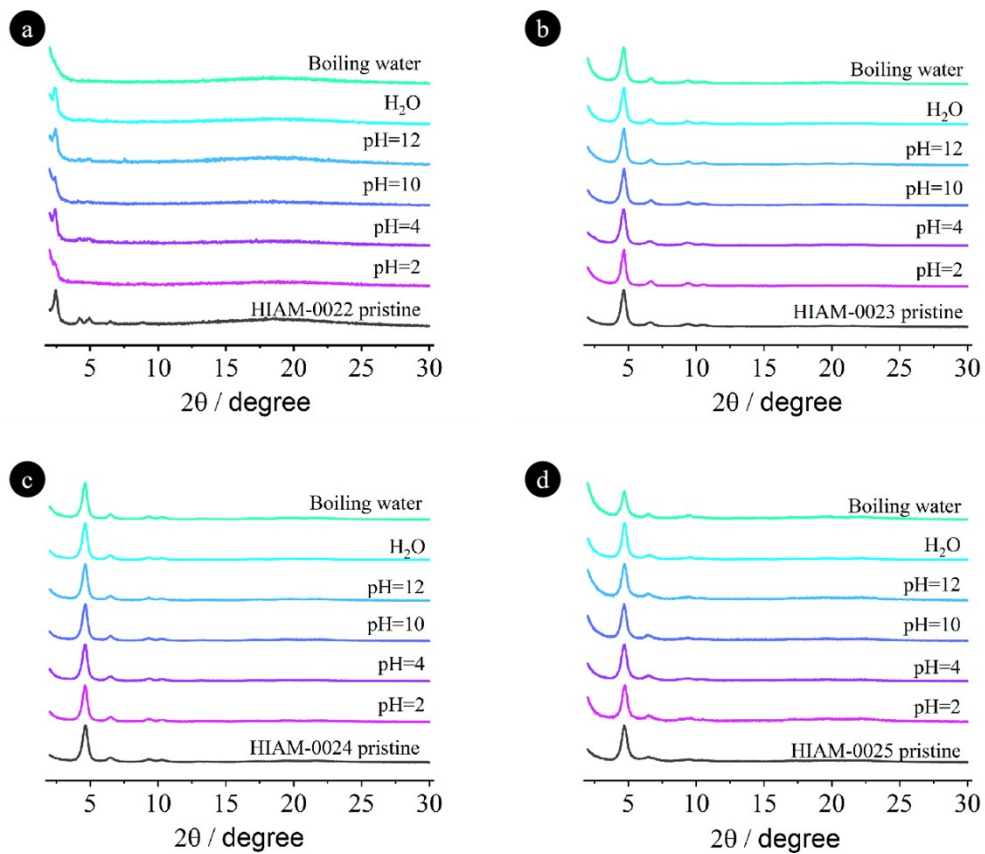 a
Boiling water
H₂O
pH=12
pH=10
pH=4
pH=2
HIAM-0022 pristine
5 10 15 20 25 30
2θ / degree
b
Boiling water
H₂O
pH=12
pH=10
pH=4
pH=2
HIAM-0023 pristine
5 10 15 20 25 30
2θ / degree
c
Boiling water
H₂O
pH=12
pH=10
pH=4
pH=2
HIAM-0024 pristine
5 10 15 20 25 30
2θ / degree
d
Boiling water
H₂O
pH=12
pH=10
pH=4
pH=2
HIAM-0025 pristine
5 10 15 20 25 30
2θ / degree